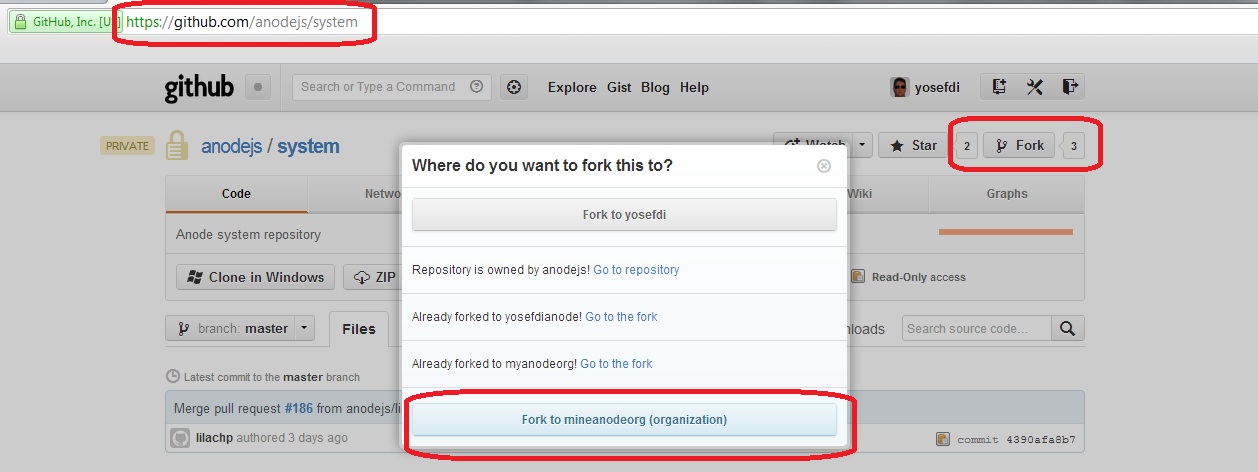 GitHub, Inc. [US] https://github.com/anodejs/system
github Search or Type a Command Explore Gist Blog Help yosefdi
PRIVATE anodejs / system Watch Star 2 Fork 3
Where do you want to fork this to?
Code Wiki Graphs
Fork to yosefdi
Anode system repository
Repository is owned by anodejs! Go to repository
Clone in Windows ZIP Read-Only access
Already forked to yosefdianode! Go to the fork
branch: master Files Search source code...
Already forked to myanodeorg! Go to the fork
Latest commit to the master branch
Merge pull request #186 from anodejs/li
Fork to mineanodeorg (organization)
lilachp authored 3 days ago commit 4390afa8b7